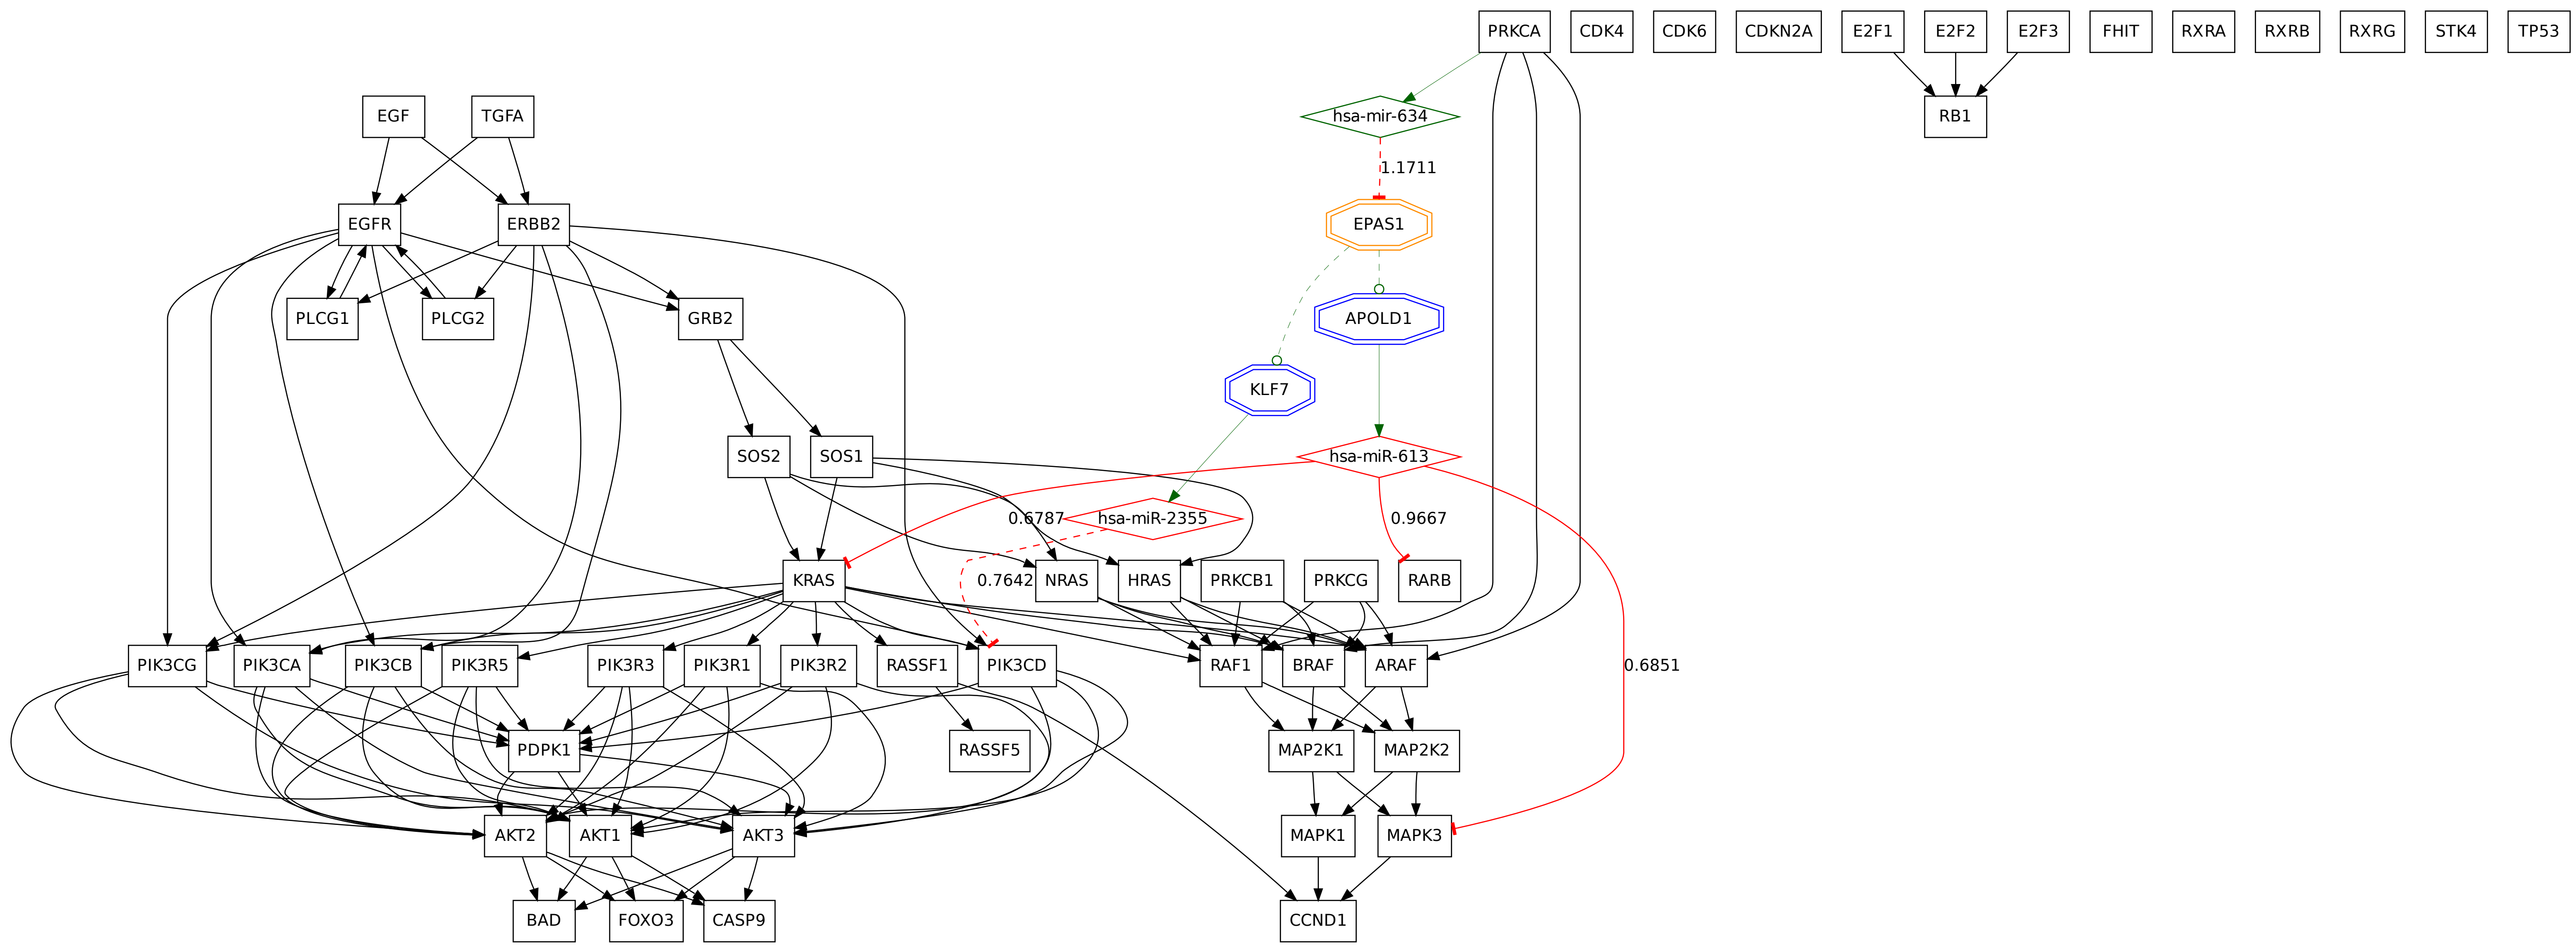 PRKCA
CDK4
CDK6
CDKN2A
E2F1
E2F2
E2F3
FHIT
RXRA
RXRB
RXRG
STK4
TP53
EGF
TGFA
hsa-mir-634
RB1
1.1711
EGFR
ERBB2
EPAS1
PLCG1
PLCG2
GRB2
APOLD1
KLF7
SOS2
SOS1
hsa-miR-613
0.6787
hsa-miR-2355
0.9667
KRAS
0.7642
NRAS
HRAS
PRKCB1
PRKCG
RARB
PIK3CG
PIK3CA
PIK3CB
PIK3R5
PIK3R3
PIK3R1
PIK3R2
RASSF1
PIK3CD
RAF1
BRAF
ARAF
0.6851
PDPK1
RASSF5
MAP2K1
MAP2K2
AKT2
AKT1
AKT3
MAPK1
MAPK3
BAD
FOXO3
CASP9
CCND1